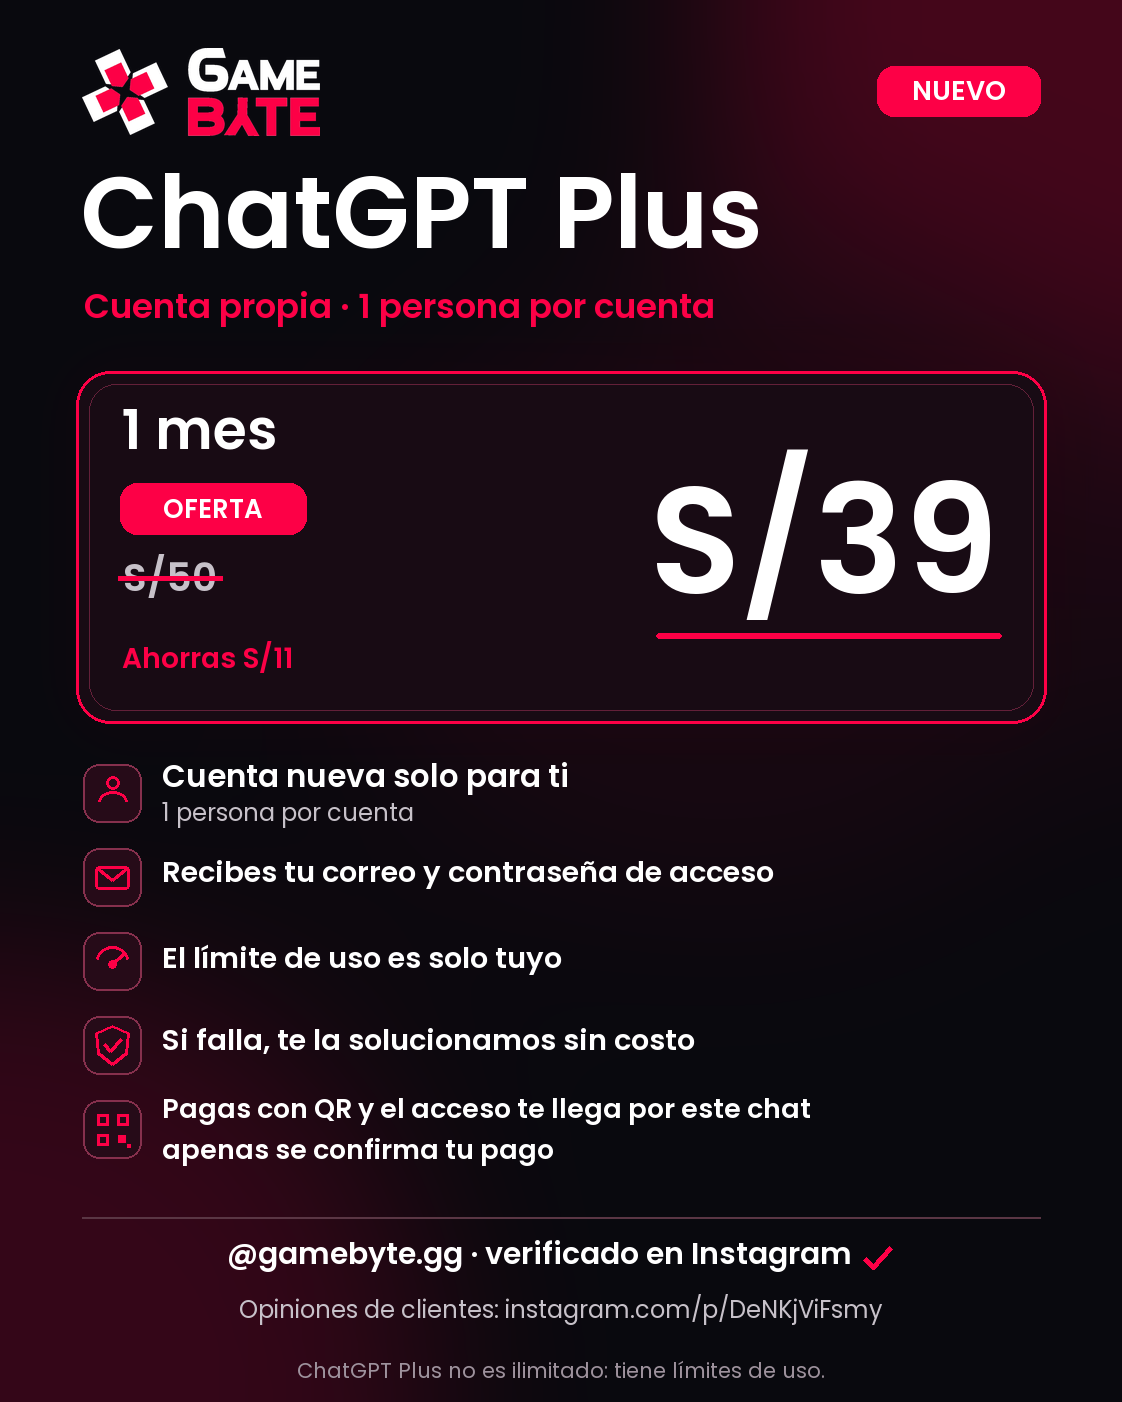 GAME
BYTE
NUEVO
ChatGPT Plus
Cuenta propia · 1 persona por cuenta
1 mes
OFERTA
S/50
Ahorras S/11
S/39
Cuenta nueva solo para ti
1 persona por cuenta
Recibes tu correo y contraseña de acceso
El límite de uso es solo tuyo
Si falla, te la solucionamos sin costo
Pagas con QR y el acceso te llega por este chat
apenas se confirma tu pago
@gamebyte.gg · verificado en Instagram
Opiniones de clientes: instagram.com/p/DeNKjViFsmy
ChatGPT Plus no es ilimitado: tiene límites de uso.